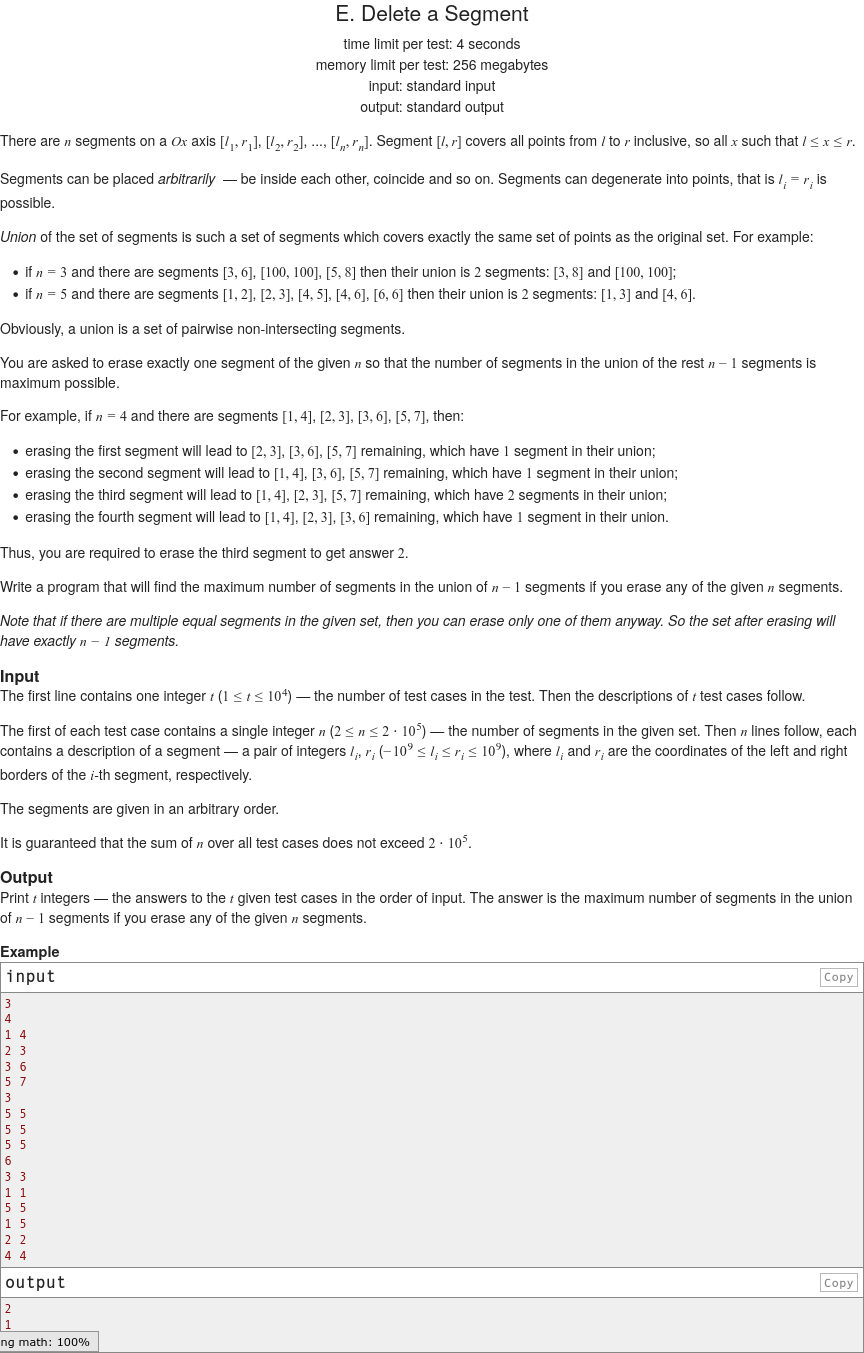 E. Delete a Segment
time limit per test: 4 seconds
memory limit per test: 256 megabytes
input: standard input
output: standard output
There are n segments on a Ox axis [l1, r1], [l2, r2], ..., [ln, rn]. Segment [l, r] covers all points from l to r inclusive, so all x such that l ≤ x ≤ r.
Segments can be placed arbitrarily — be inside each other, coincide and so on. Segments can degenerate into points, that is li = ri is
possible.
Union of the set of segments is such a set of segments which covers exactly the same set of points as the original set. For example:
• if n = 3 and there are segments [3, 6], [100, 100], [5, 8] then their union is 2 segments: [3, 8] and [100, 100];
• if n = 5 and there are segments [1, 2], [2, 3], [4, 5], [4, 6], [6, 6] then their union is 2 segments: [1, 3] and [4, 6].
Obviously, a union is a set of pairwise non-intersecting segments.
You are asked to erase exactly one segment of the given n so that the number of segments in the union of the rest n − 1 segments is
maximum possible.
For example, if n = 4 and there are segments [1, 4], [2, 3], [3, 6], [5, 7], then:
• erasing the first segment will lead to [2, 3], [3, 6], [5, 7] remaining, which have 1 segment in their union;
• erasing the second segment will lead to [1, 4], [3, 6], [5, 7] remaining, which have 1 segment in their union;
• erasing the third segment will lead to [1, 4], [2, 3], [5, 7] remaining, which have 2 segments in their union;
• erasing the fourth segment will lead to [1, 4], [2, 3], [3, 6] remaining, which have 1 segment in their union.
Thus, you are required to erase the third segment to get answer 2.
Write a program that will find the maximum number of segments in the union of n − 1 segments if you erase any of the given n segments.
Note that if there are multiple equal segments in the given set, then you can erase only one of them anyway. So the set after erasing will
have exactly n − 1 segments.
Input
The first line contains one integer t (1 ≤ t ≤ 10^4) — the number of test cases in the test. Then the descriptions of t test cases follow.
The first of each test case contains a single integer n (2 ≤ n ≤ 2 · 10^5) — the number of segments in the given set. Then n lines follow, each
contains a description of a segment — a pair of integers li, ri (−10^9 ≤ li ≤ ri ≤ 10^9), where li and ri are the coordinates of the left and right
borders of the i-th segment, respectively.
The segments are given in an arbitrary order.
It is guaranteed that the sum of n over all test cases does not exceed 2 · 10^5.
Output
Print t integers — the answers to the t given test cases in the order of input. The answer is the maximum number of segments in the union
of n − 1 segments if you erase any of the given n segments.
Example
input Copy
3
4
1 4
2 3
3 6
5 7
3
5 5
5 5
5 5
6
3 3
1 1
5 5
1 5
2 2
4 4
output Copy
2
1
ng math: 100%